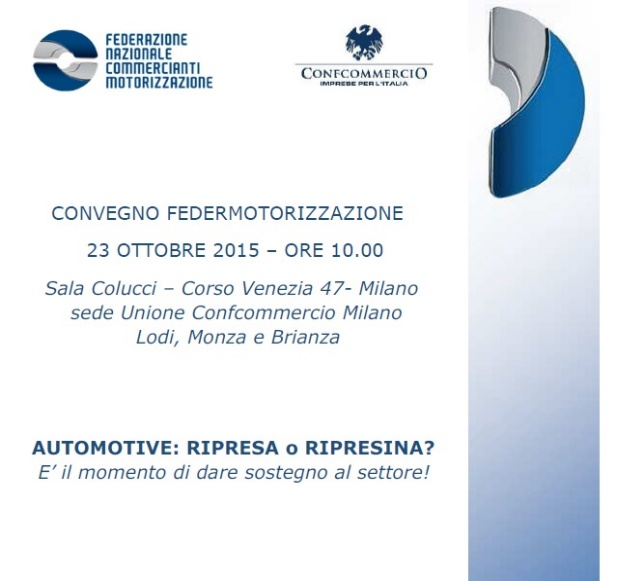 FEDERAZIONE
NAZIONALE
COMMERCIANTI
MOTORIZZAZIONE
CONFCOMMERCIO
IMPRESE PER L'ITALIA
CONVEGNO FEDERMOTORIZZAZIONE
23 OTTOBRE 2015 – ORE 10.00
Sala Colucci – Corso Venezia 47- Milano
sede Unione Confcommercio Milano
Lodi, Monza e Brianza
AUTOMOTIVE: RIPRESA o RIPRESINA?
E' il momento di dare sostegno al settore!